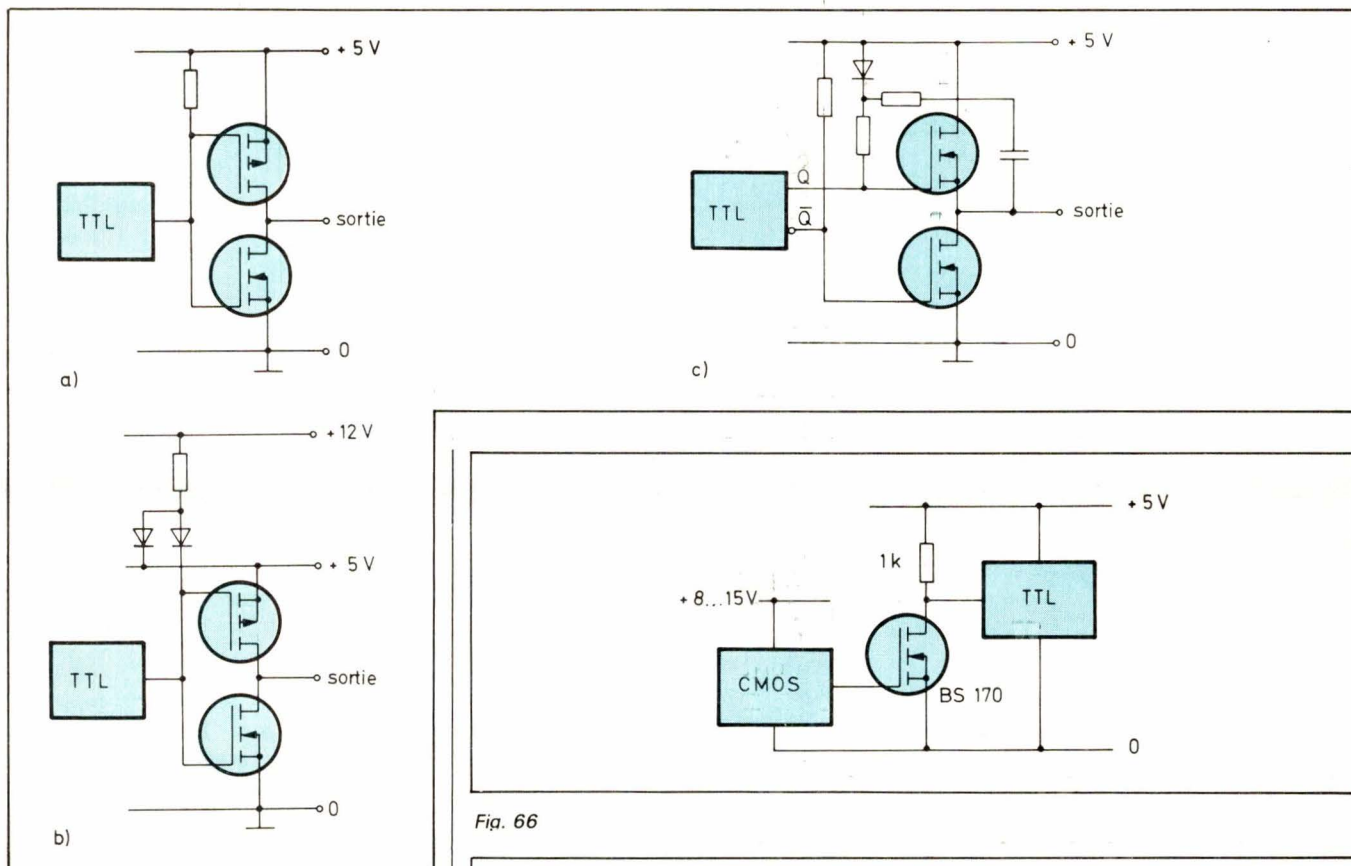 + 5 V
TTL
sortie
0
a)
+ 5 V
Q
TTL
Q̅
sortie
0
c)
+ 12 V
+ 5 V
TTL
sortie
0
b)
+ 5 V
1 k
+ 8...15V
TTL
CMOS
BS 170
0
Fig. 66